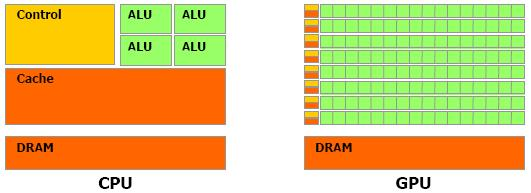 Control
ALU
ALU
ALU
ALU
Cache
DRAM
DRAM
CPU
GPU